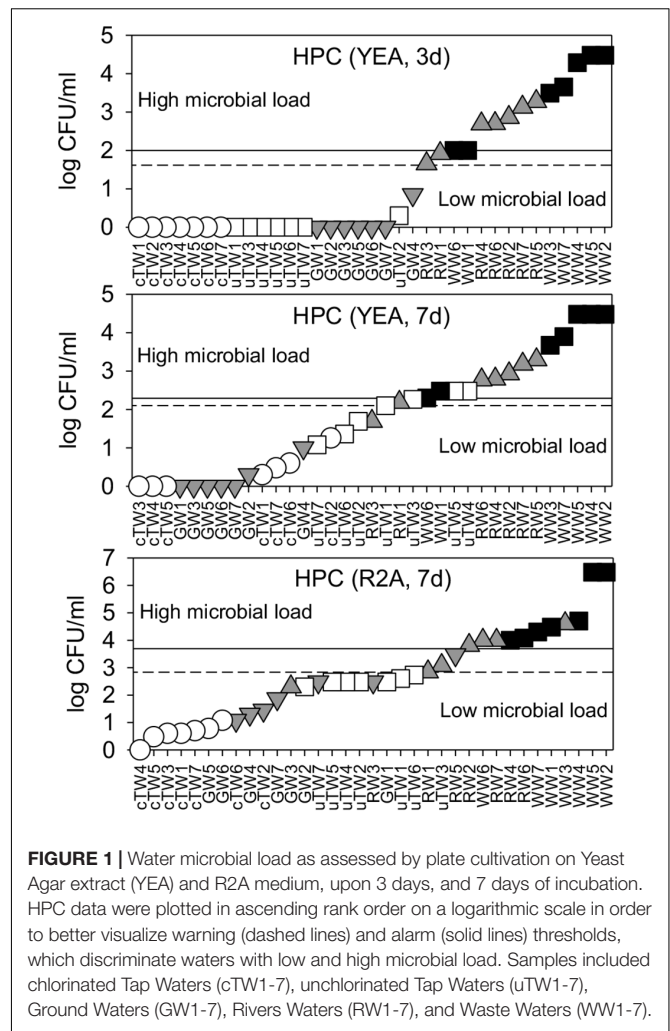 5
4
3
2
1
0
log CFU/ml
HPC (YEA, 3d)
High microbial load
Low microbial load
cTW1 cTW2 cTW3 cTW4 cTW5 cTW6 cTW7 uTW1 uTW3 uTW4 uTW5 uTW6 uTW7 GW1 GW2 GW3 GW5 GW6 GW7 uTW2 GW4 RW3 RW1 WW6 WW1 RW4 RW6 RW2 RW7 RW5 WW3 WW7 WW4 WW5 WW2
5
4
3
2
1
0
log CFU/ml
HPC (YEA, 7d)
High microbial load
Low microbial load
cTW3 cTW4 cTW5 GW1 GW3 GW5 GW6 GW7 GW2 cTW1 cTW7 cTW6 GW4 uTW7 cTW2 uTW6 uTW2 RW3 uTW1 RW1 uTW3 WW6 WW1 uTW5 uTW4 RW6 RW4 RW2 RW7 RW5 WW3 WW7 WW5 WW4 WW2
7
6
5
4
3
2
1
0
log CFU/ml
HPC (R2A, 7d)
High microbial load
Low microbial load
cTW4 cTW5 cTW3 cTW1 cTW7 GW5 GW6 cTW6 GW4 cTW2 GW7 GW3 GW2 uTW7 uTW5 uTW4 uTW2 RW3 GW1 uTW1 uTW6 RW1 uTW3 RW5 RW2 WW6 RW7 RW4 RW6 WW7 WW1 WW3 WW4 WW5 WW2
FIGURE 1 | Water microbial load as assessed by plate cultivation on Yeast
Agar extract (YEA) and R2A medium, upon 3 days, and 7 days of incubation.
HPC data were plotted in ascending rank order on a logarithmic scale in order
to better visualize warning (dashed lines) and alarm (solid lines) thresholds,
which discriminate waters with low and high microbial load. Samples included
chlorinated Tap Waters (cTW1-7), unchlorinated Tap Waters (uTW1-7),
Ground Waters (GW1-7), Rivers Waters (RW1-7), and Waste Waters (WW1-7).